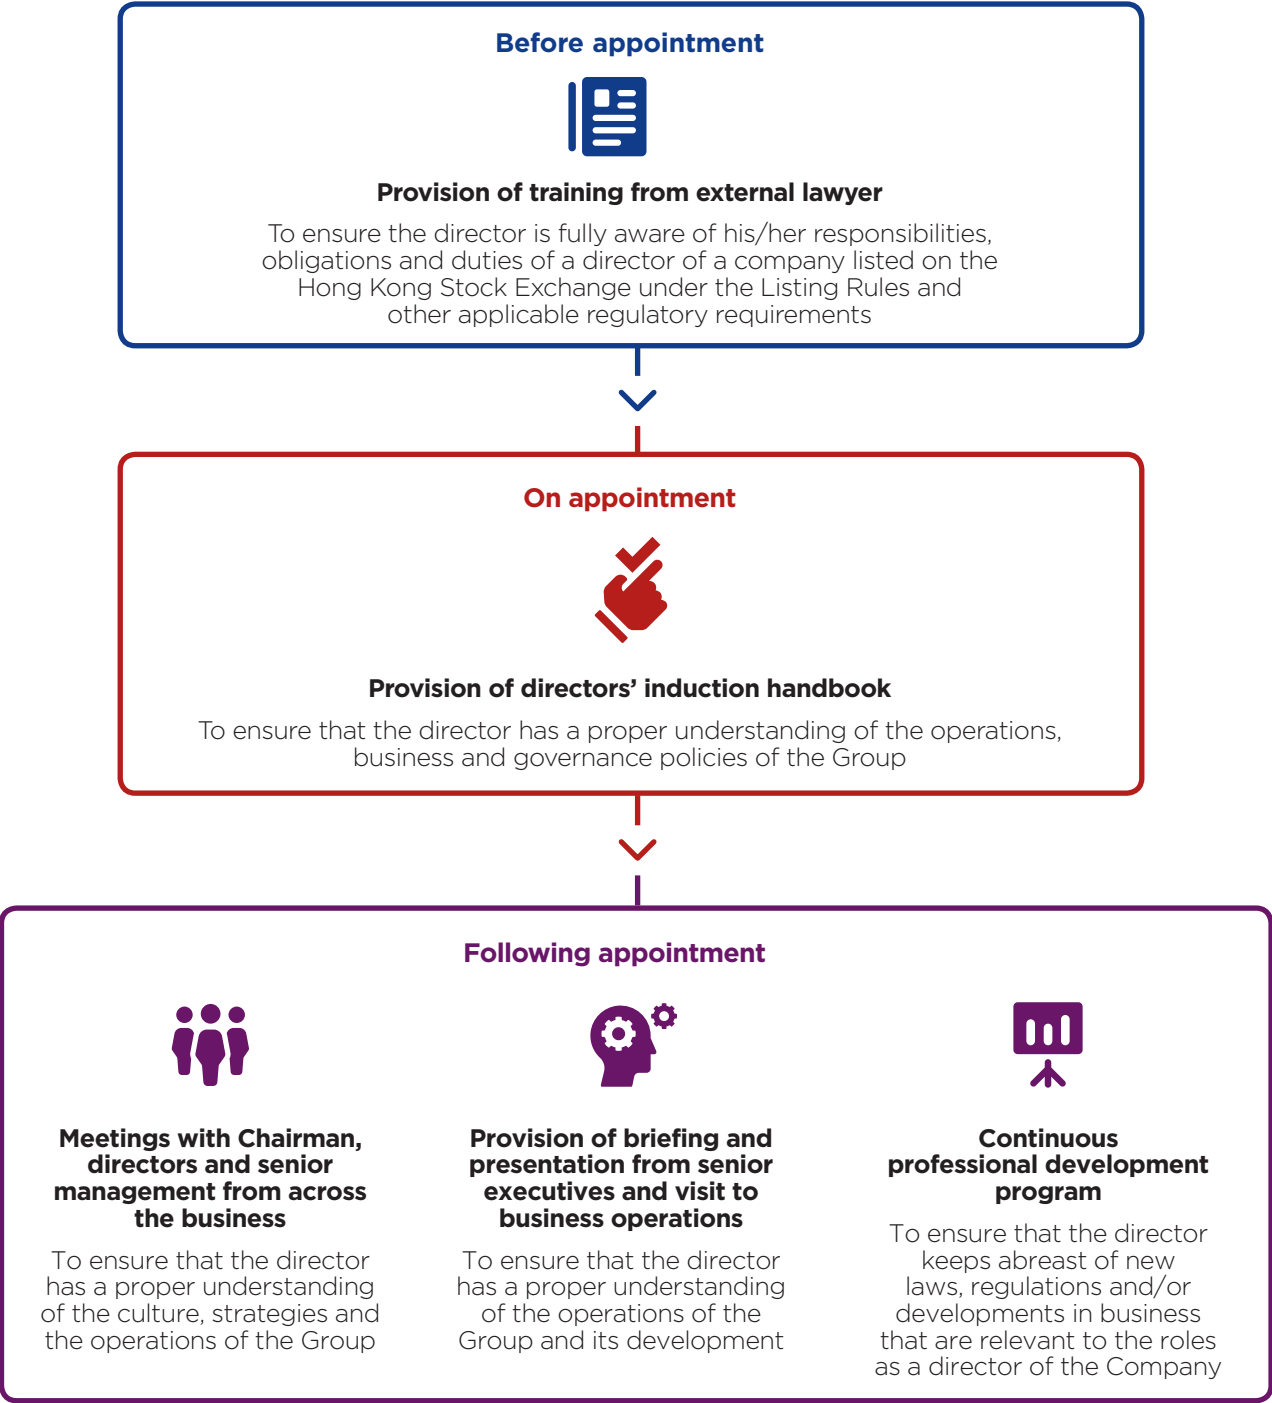 Before appointment
Provision of training from external lawyer
To ensure the director is fully aware of his/her responsibilities,
obligations and duties of a director of a company listed on the
Hong Kong Stock Exchange under the Listing Rules and
other applicable regulatory requirements
On appointment
Provision of directors’ induction handbook
To ensure that the director has a proper understanding of the operations,
business and governance policies of the Group
Following appointment
Meetings with Chairman,
directors and senior
management from across
the business
To ensure that the director
has a proper understanding
of the culture, strategies and
the operations of the Group
Provision of briefing and
presentation from senior
executives and visit to
business operations
To ensure that the director
has a proper understanding
of the operations of the
Group and its development
Continuous
professional development
program
To ensure that the director
keeps abreast of new
laws, regulations and/or
developments in business
that are relevant to the roles
as a director of the Company